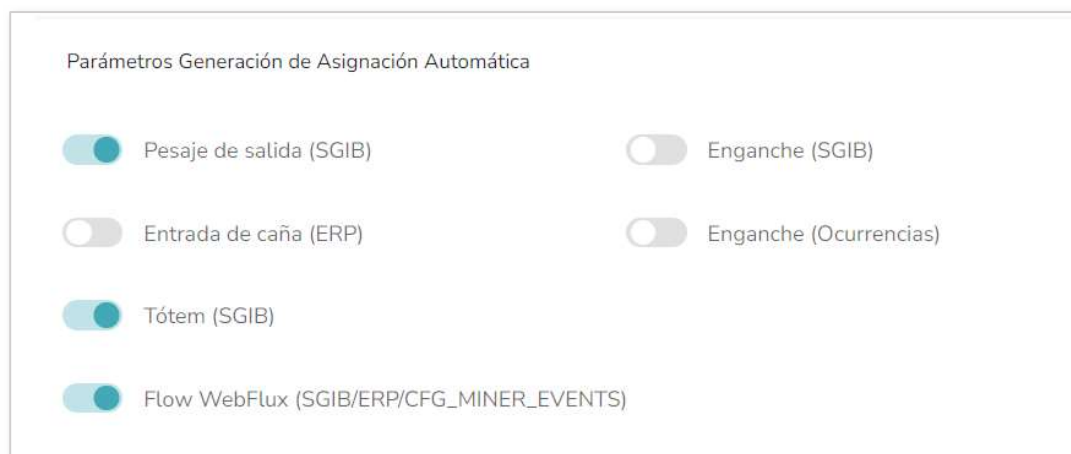 Parámetros Generación de Asignación Automática
Pesaje de salida (SGIB)
Enganche (SGIB)
Entrada de caña (ERP)
Enganche (Ocurrencias)
Tótem (SGIB)
Flow WebFlux (SGIB/ERP/CFG_MINER_EVENTS)